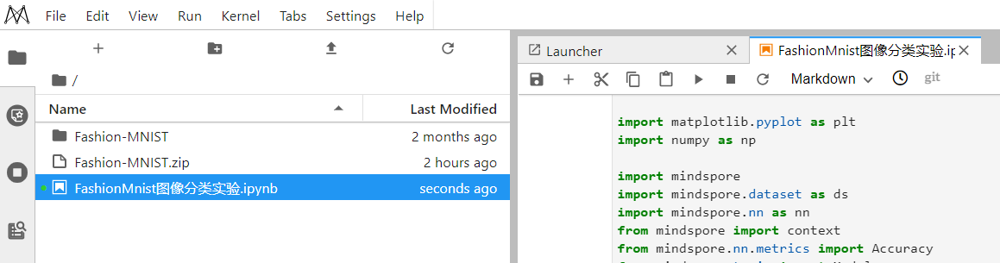 File Edit View Run Kernel Tabs Settings Help
/
Name Last Modified
Fashion-MNIST 2 months ago
Fashion-MNIST.zip 2 hours ago
FashionMnist图像分类实验.ipynb seconds ago
Launcher
FashionMnist图像分类实验.ip
Markdown
git
import matplotlib.pyplot as plt
import numpy as np
import mindspore
import mindspore.dataset as ds
import mindspore.nn as nn
from mindspore import context
from mindspore.nn.metrics import Accuracy